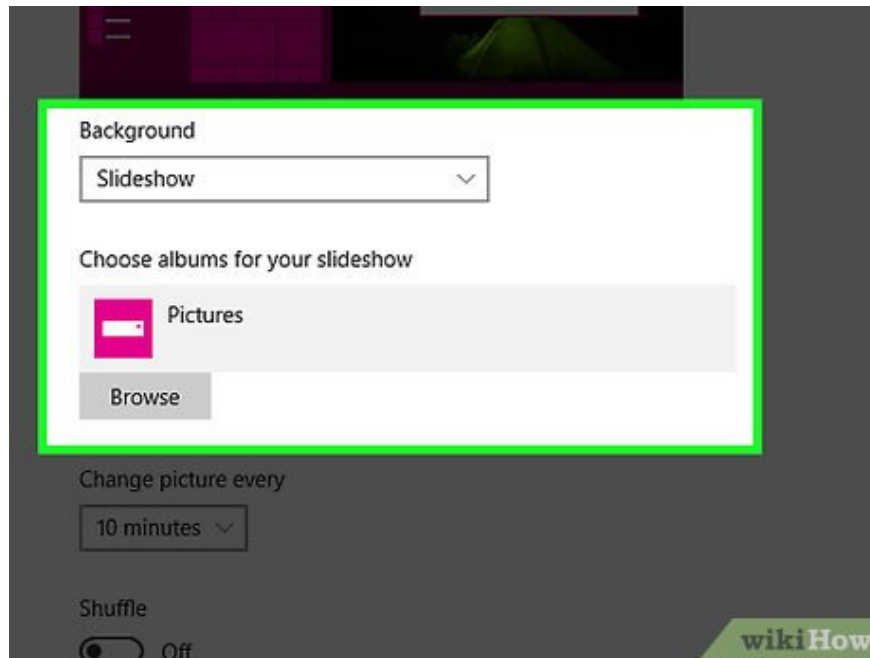 Background
Slideshow
Choose albums for your slideshow
Pictures
Browse
Change picture every
10 minutes
Shuffle
Off
wikiHow